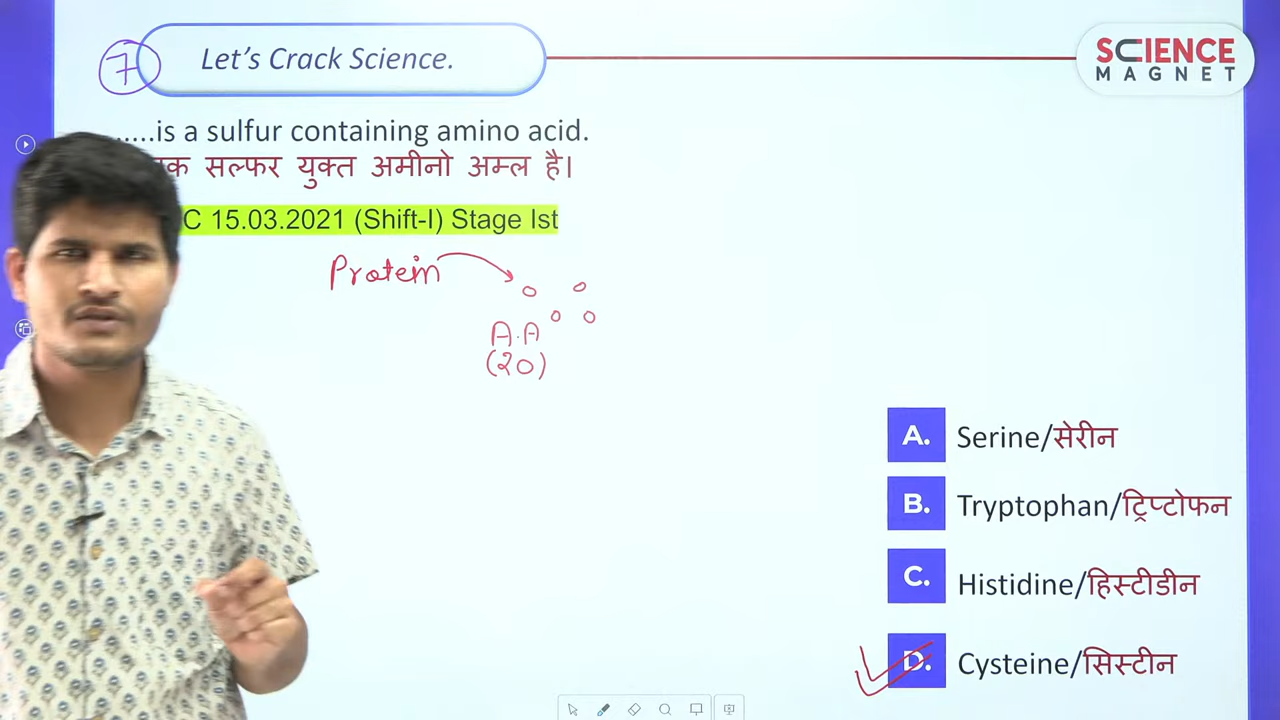 7
Let's Crack Science.
SCIENCE
MAGNET
.....is a sulfur containing amino acid.
सल्फर युक्त अमीनो अम्ल है।
C 15.03.2021 (Shift-I) Stage Ist
Protein
A.A
(20)
A. Serine/सेरीन
B. Tryptophan/ट्रिप्टोफन
C. Histidine/हिस्टीडीन
D. Cysteine/सिस्टीन